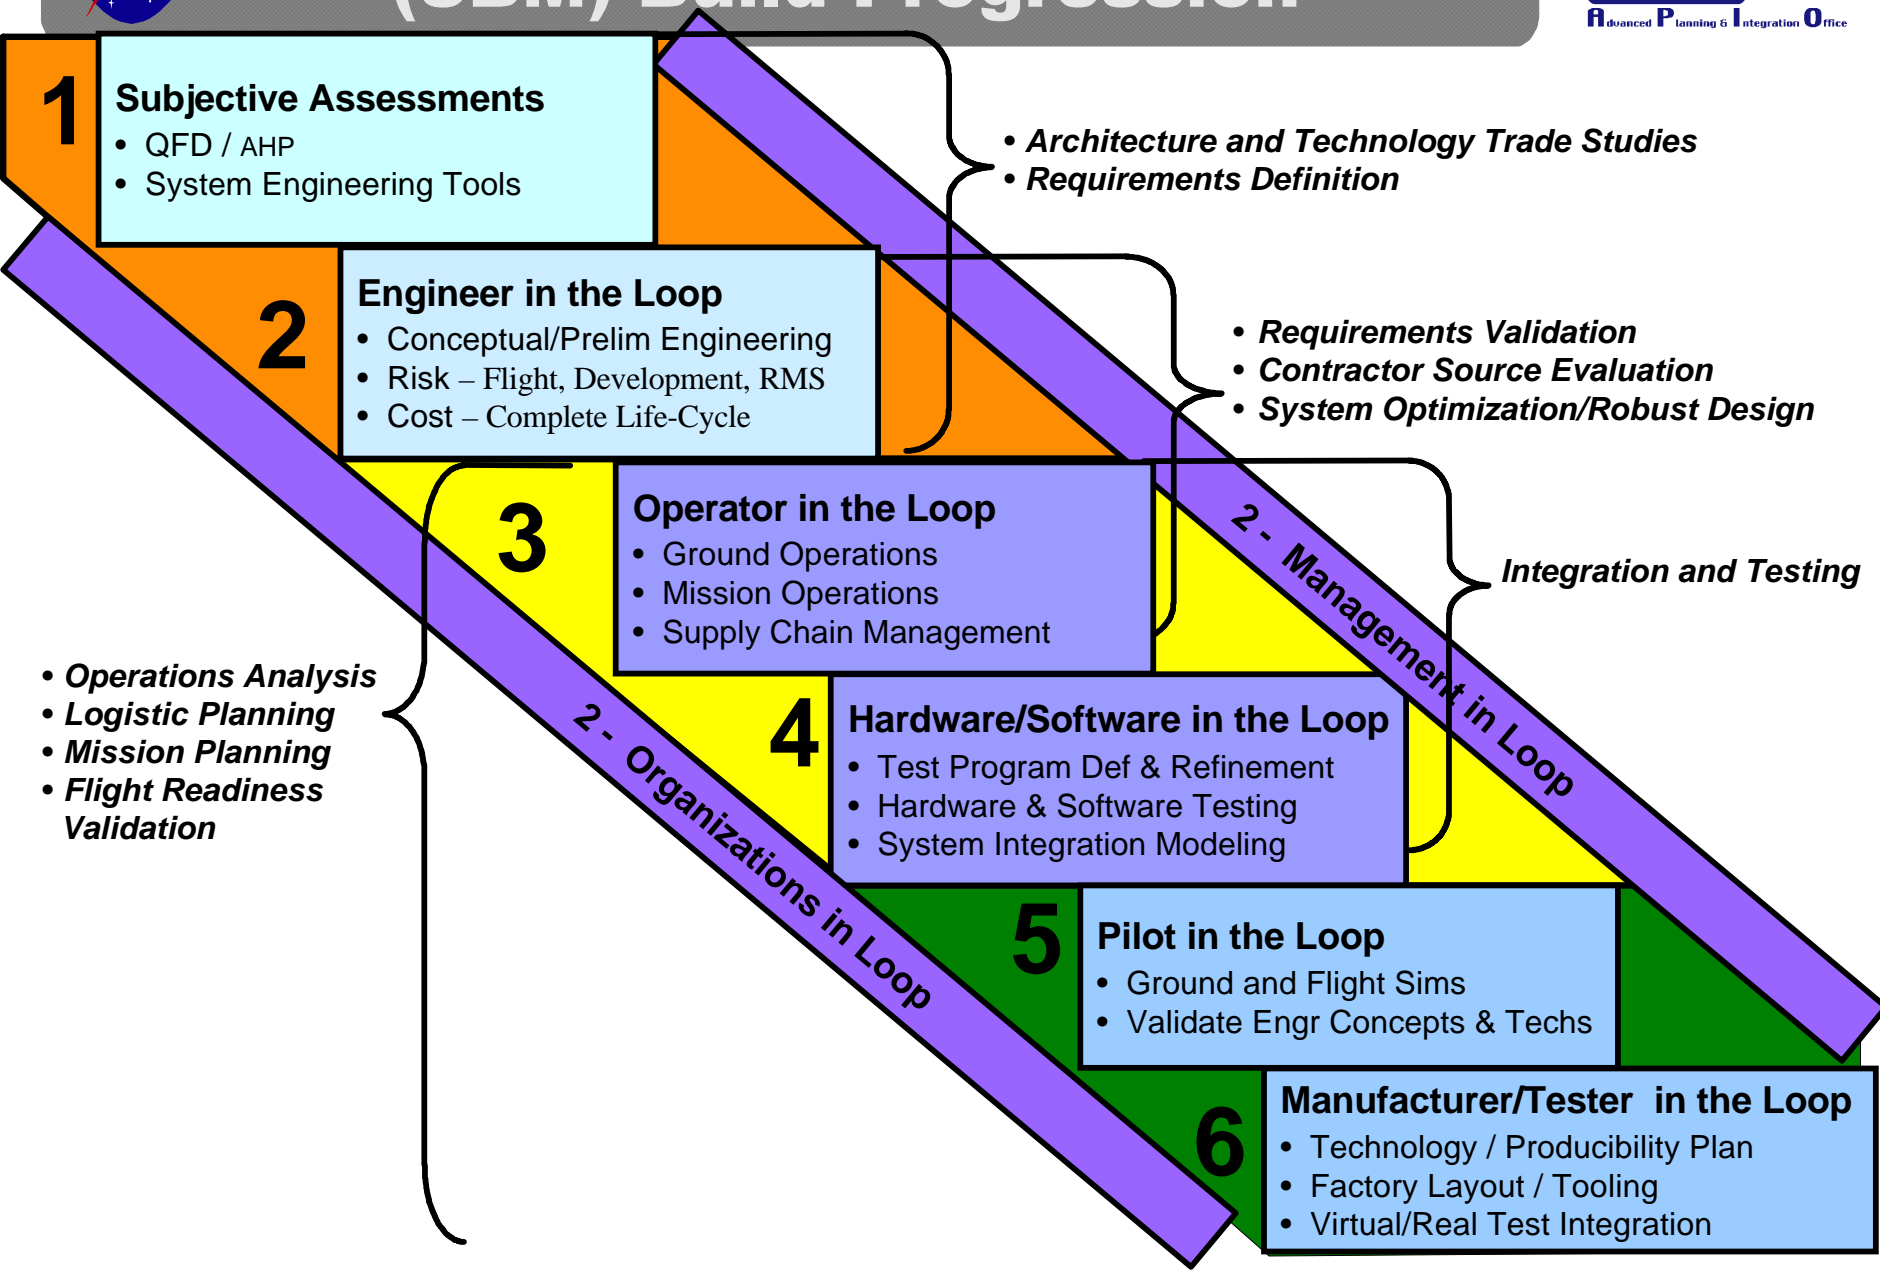 (SBM) Build Progression
Advanced Planning & Integration Office
1
Subjective Assessments
• QFD / AHP
• System Engineering Tools
• Architecture and Technology Trade Studies
• Requirements Definition
2
Engineer in the Loop
• Conceptual/Prelim Engineering
• Risk – Flight, Development, RMS
• Cost – Complete Life-Cycle
• Requirements Validation
• Contractor Source Evaluation
• System Optimization/Robust Design
3
Operator in the Loop
• Ground Operations
• Mission Operations
• Supply Chain Management
2 - Management in Loop
Integration and Testing
• Operations Analysis
• Logistic Planning
• Mission Planning
• Flight Readiness
Validation
2 - Organizations in Loop
4
Hardware/Software in the Loop
• Test Program Def & Refinement
• Hardware & Software Testing
• System Integration Modeling
5
Pilot in the Loop
• Ground and Flight Sims
• Validate Engr Concepts & Techs
6
Manufacturer/Tester in the Loop
• Technology / Producibility Plan
• Factory Layout / Tooling
• Virtual/Real Test Integration